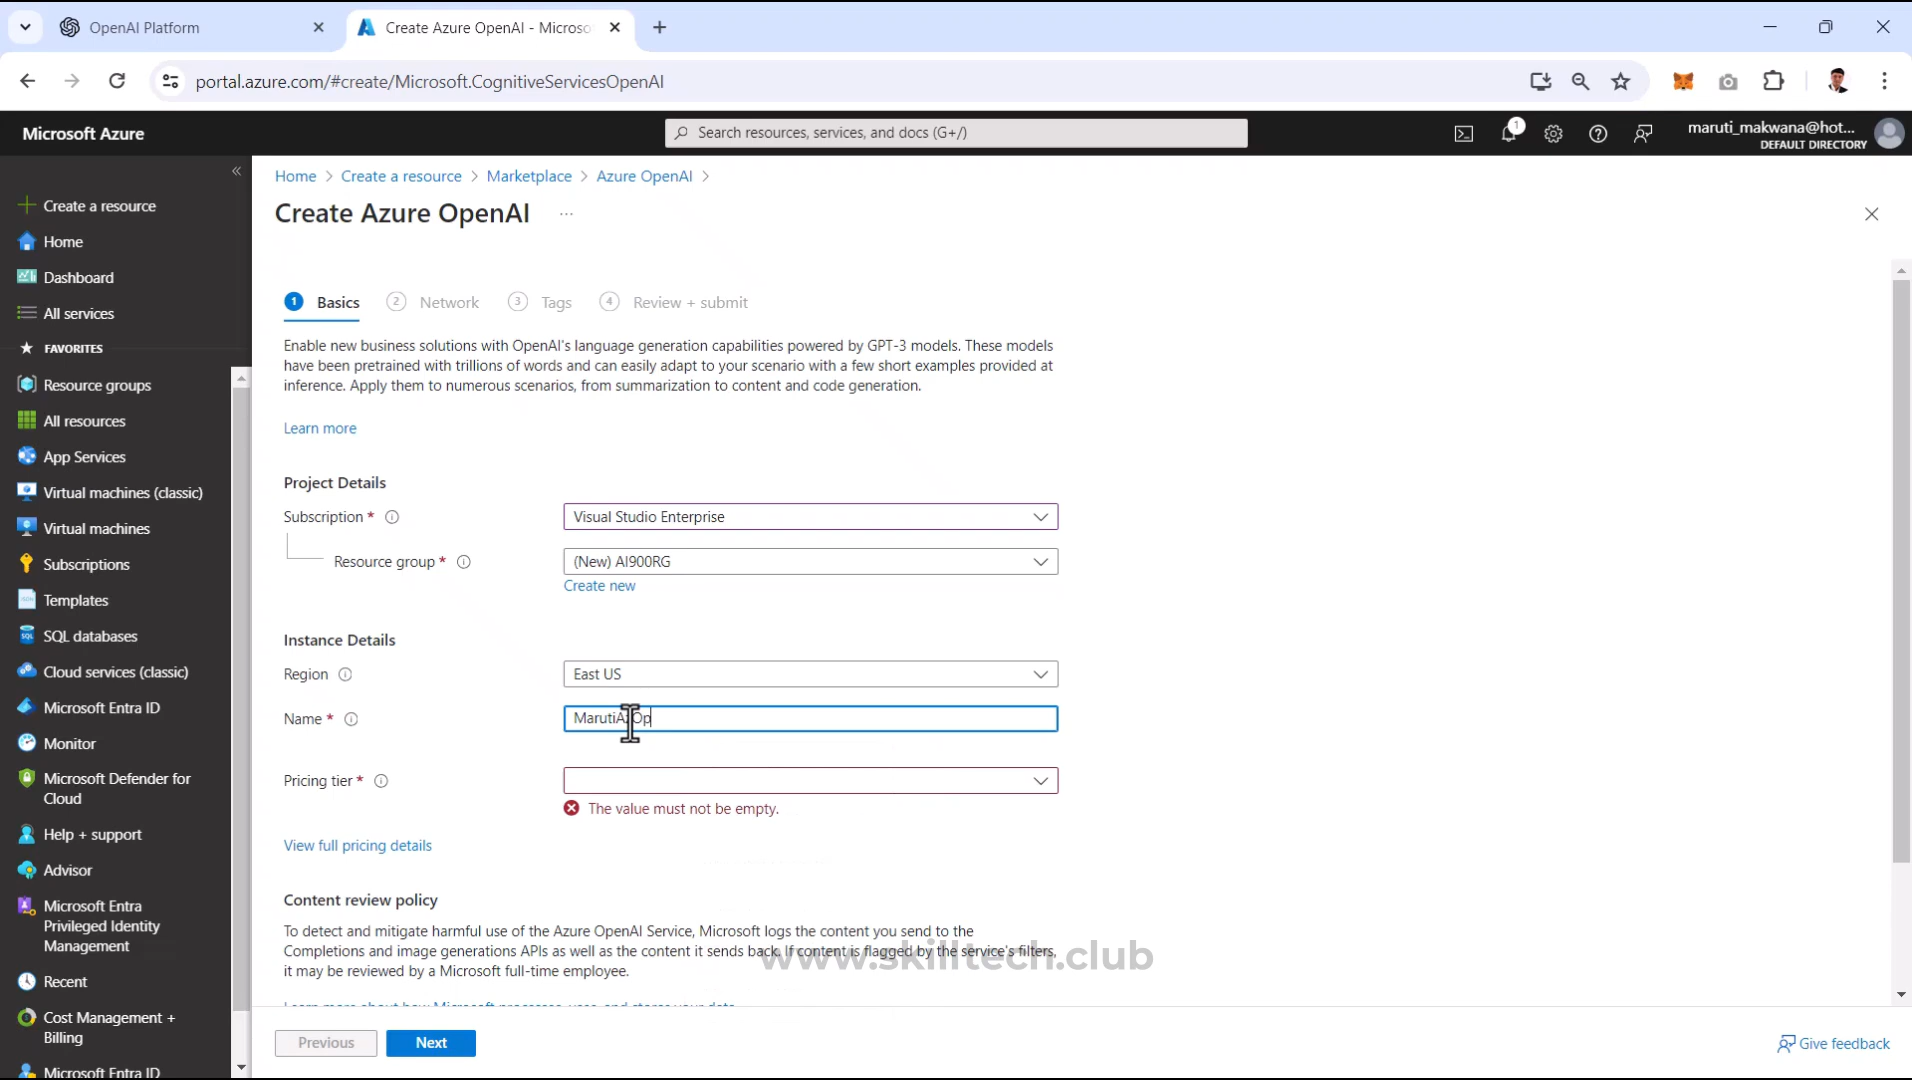 OpenAI Platform
Create Azure OpenAI - Microso
portal.azure.com/#create/Microsoft.CognitiveServicesOpenAI
Microsoft Azure
Search resources, services, and docs (G+/)
1
maruti_makwana@hot...
DEFAULT DIRECTORY
Create a resource
Home
Dashboard
All services
FAVORITES
Resource groups
All resources
App Services
Virtual machines (classic)
Virtual machines
Subscriptions
Templates
SQL databases
Cloud services (classic)
Microsoft Entra ID
Monitor
Microsoft Defender for
Cloud
Help + support
Advisor
Microsoft Entra
Privileged Identity
Management
Recent
Cost Management +
Billing
Microsoft Entra ID
Home > Create a resource > Marketplace > Azure OpenAI >
Create Azure OpenAI ...
1 Basics 2 Network 3 Tags 4 Review + submit
Enable new business solutions with OpenAI's language generation capabilities powered by GPT-3 models. These models
have been pretrained with trillions of words and can easily adapt to your scenario with a few short examples provided at
inference. Apply them to numerous scenarios, from summarization to content and code generation.
Learn more
Project Details
Subscription * Visual Studio Enterprise
Resource group * (New) AI900RG
Create new
Instance Details
Region East US
Name *
Pricing tier *
The value must not be empty.
View full pricing details
Content review policy
To detect and mitigate harmful use of the Azure OpenAI Service, Microsoft logs the content you send to the
Completions and image generations APIs as well as the content it sends back. If content is flagged by the service's filters,
it may be reviewed by a Microsoft full-time employee.
www.skilltech.club
Learn more about how Microsoft processes, uses, and stores your data
Previous Next
Give feedback